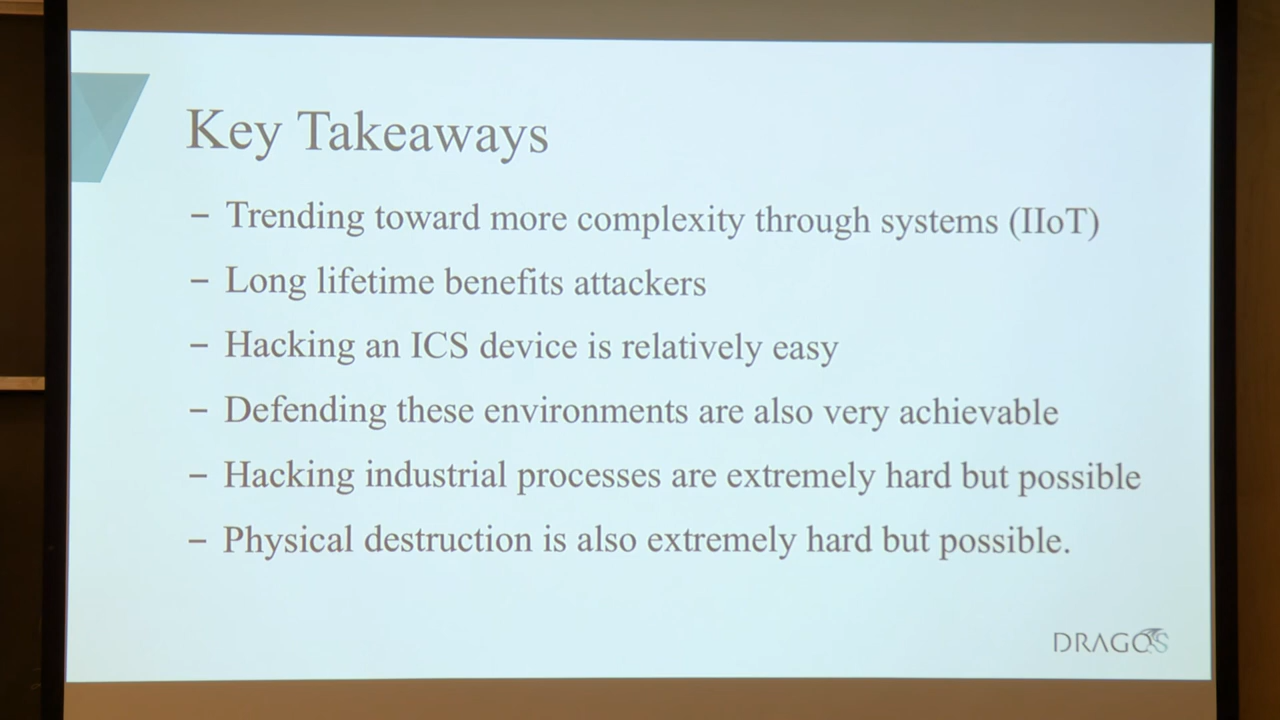 Key Takeaways
– Trending toward more complexity through systems (IIoT)
– Long lifetime benefits attackers
– Hacking an ICS device is relatively easy
– Defending these environments are also very achievable
– Hacking industrial processes are extremely hard but possible
– Physical destruction is also extremely hard but possible.
DRAGOS